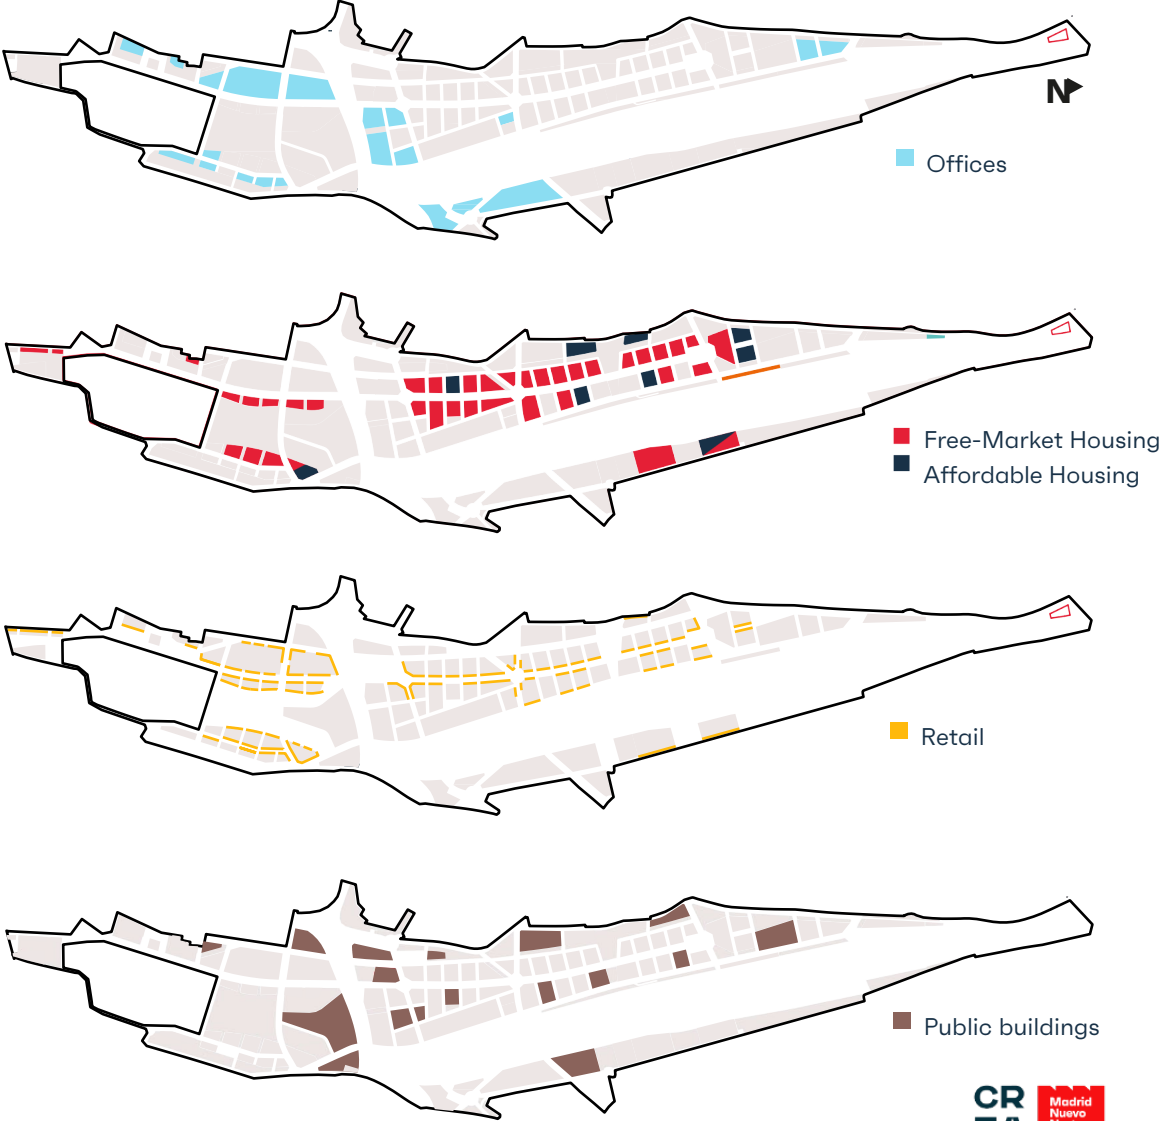 N
Offices
Free-Market Housing
Affordable Housing
Retail
Public buildings
CR
Madrid
Nuevo